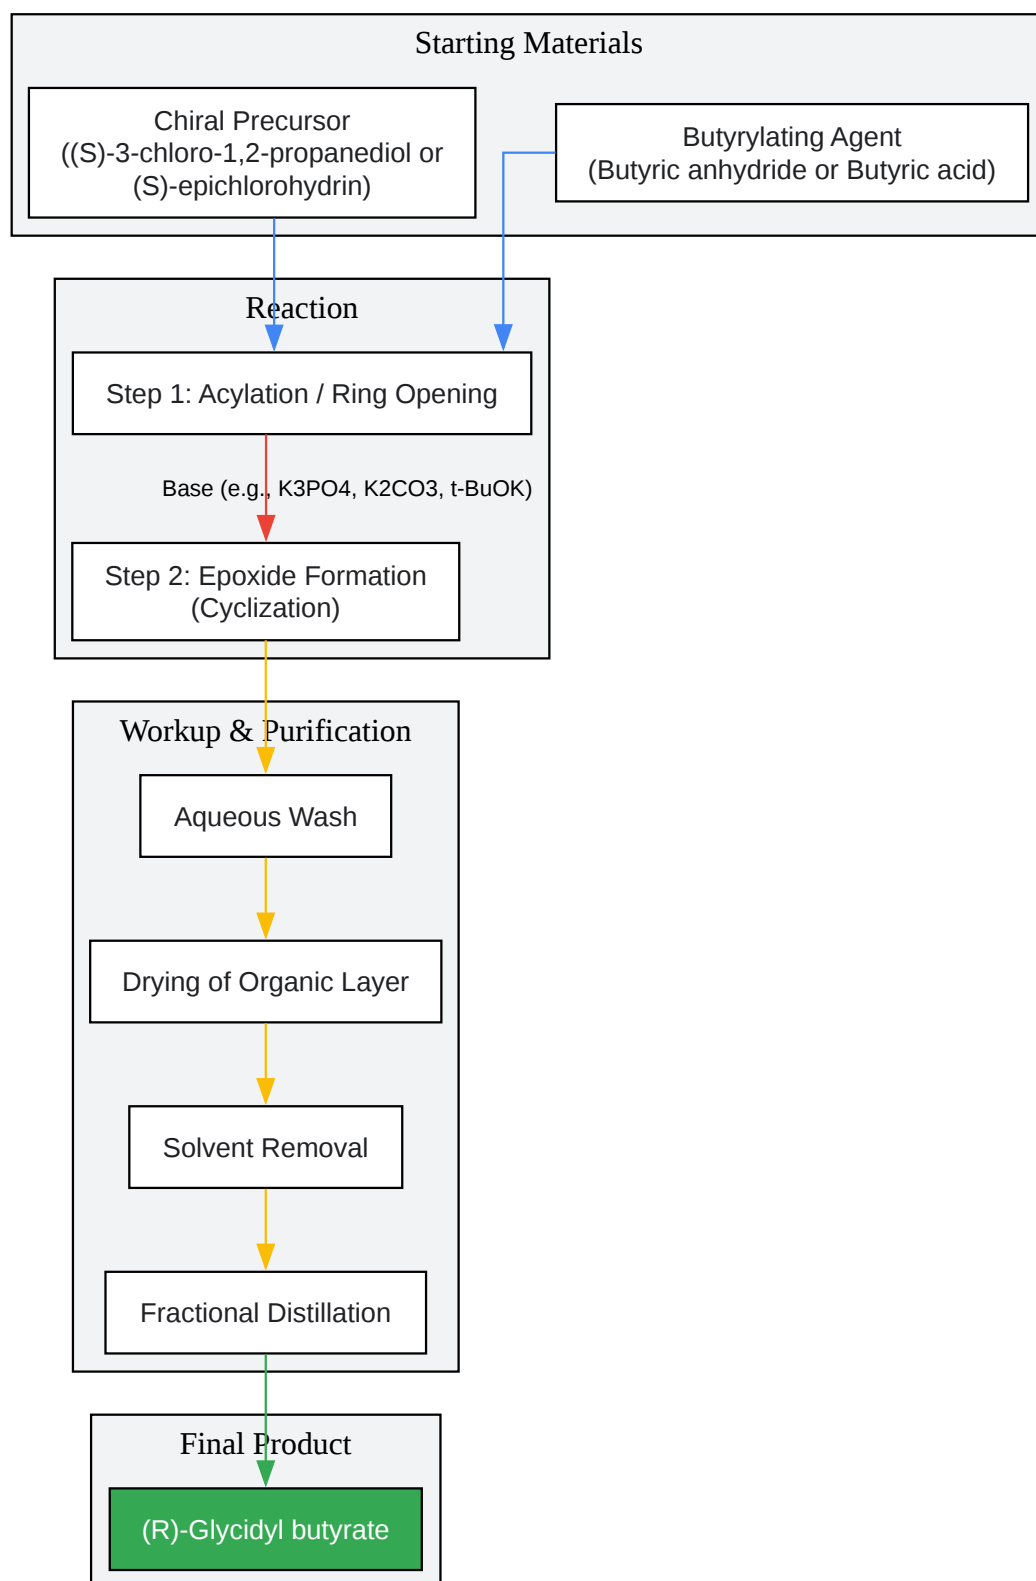 Starting Materials
Chiral Precursor
((S)-3-chloro-1,2-propanediol or
(S)-epichlorohydrin)
Butyrylating Agent
(Butyric anhydride or Butyric acid)
Reaction
Step 1: Acylation / Ring Opening
Base (e.g., K3PO4, K2CO3, t-BuOK)
Step 2: Epoxide Formation
(Cyclization)
Workup & Purification
Aqueous Wash
Drying of Organic Layer
Solvent Removal
Fractional Distillation
Final Product
(R)-Glycidyl butyrate